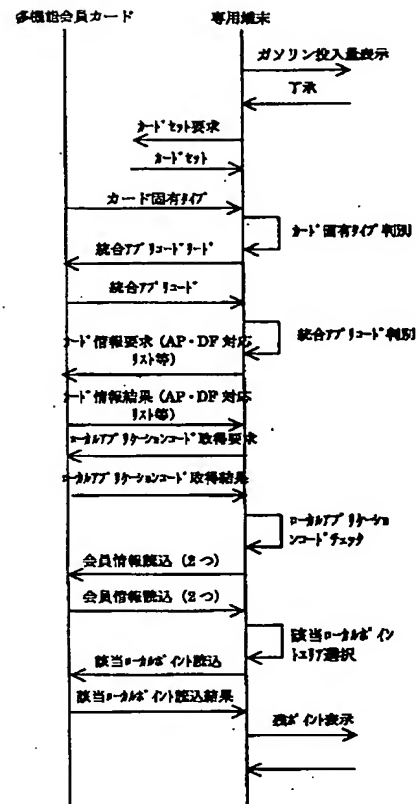 多機能会員カード
専用端末
ガソリン投入量表示
了承
カードセット要求
カードセット
カード固有タイプ
カード固有タイプ判別
統合アプリコードリード
統合アプリコード
統合アプリコード判別
カード情報要求（AP・DF 対応
リスト等）
カード情報結果（AP・DF 対応
リスト等）
ローカルアプリケーションコード取得要求
ローカルアプリケーションコード取得結果
ローカルアプリケーショ
ンコードチェック
会員情報読込（2つ）
会員情報読込（2つ）
該当ローカルポイン
トエリア選択
該当ローカルポイント読込
該当ローカルポイント読込結果
残ポイント表示